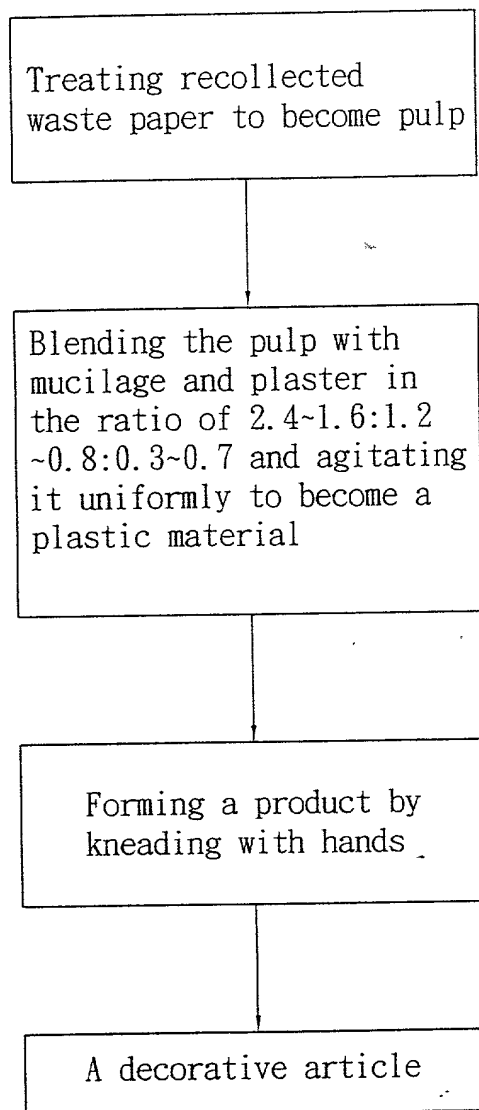 Treating recollected
waste paper to become pulp
Blending the pulp with
mucilage and plaster in
the ratio of 2.4~1.6:1.2
~0.8:0.3~0.7 and agitating
it uniformly to become a
plastic material
Forming a product by
kneading with hands
A decorative article